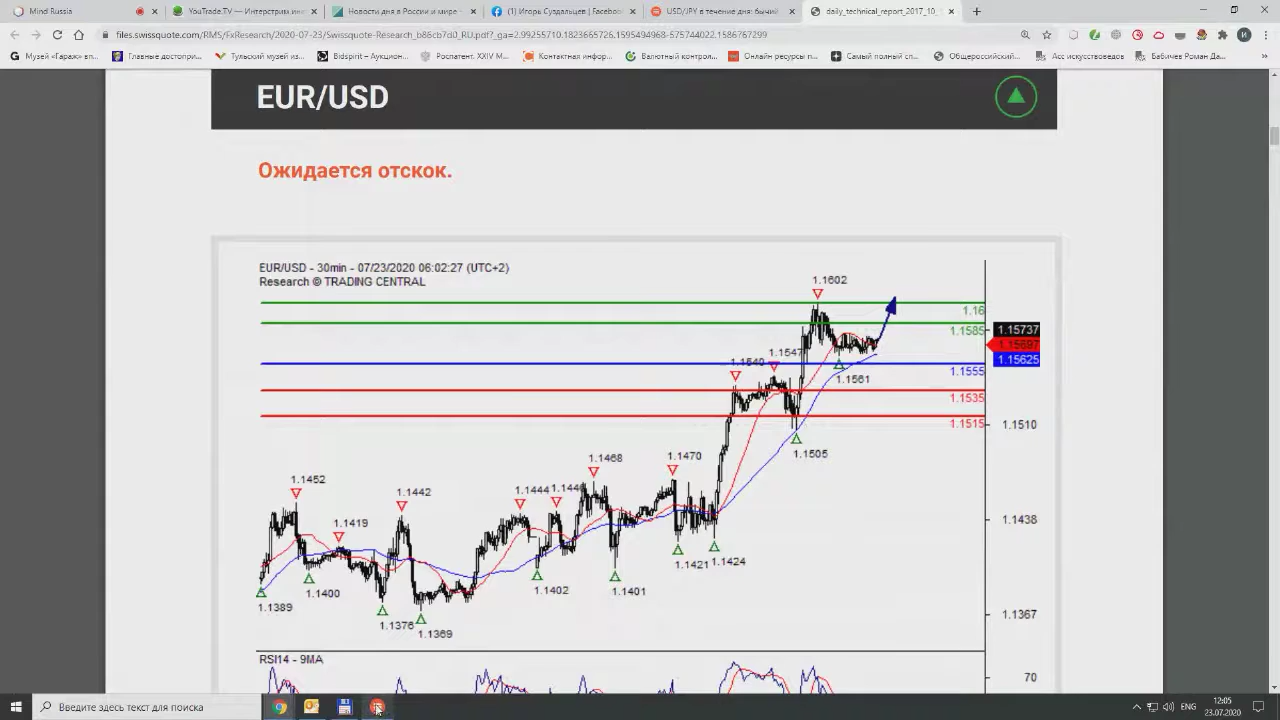 Mind Russia
YouTrade.TV — Интерстрим.инт
Новости дня в России и мире -
(1) Игорь Суздальцев | Faceboo
USD/JPY в течение дня: бычий
daily_technical_report_2017_10_
files.swissquote.com/RMS/FxResearch/2020-07-23/Swissquote-Research_b86cb7d0_RU.pdf?_ga=2.99255710.1823665726.1595494968-575744022.1586767299
Музей «Гараж» вп...
Главные достопри...
Тульский музей из...
Bidspirit - Аукцион...
Роспатент. XXIV М...
Контактная инфор...
Валютный контрол...
Онлайн ресурсы п...
Самый полный сп...
Общероссийский...
Асс искусствоведов
Бабичев Роман Да...
EUR/USD
Ожидается отскок.
EUR/USD - 30min - 07/23/2020 06:02:27 (UTC+2)
Research © TRADING CENTRAL
1.1602
1.16
1.15737
1.1585
1.15697
1.1547
1.15625
1.1540
1.1555
1.1561
1.1535
1.1515
1.1510
1.1505
1.1468
1.1470
1.1452
1.1442
1.1444
1.1438
1.1419
1.1421
1.1424
1.1400
1.1402
1.1401
1.1389
1.1376
1.1369
1.1367
RSI14 - 9MA
70
Введите здесь текст для поиска
ENG
12:05
23.07.2020